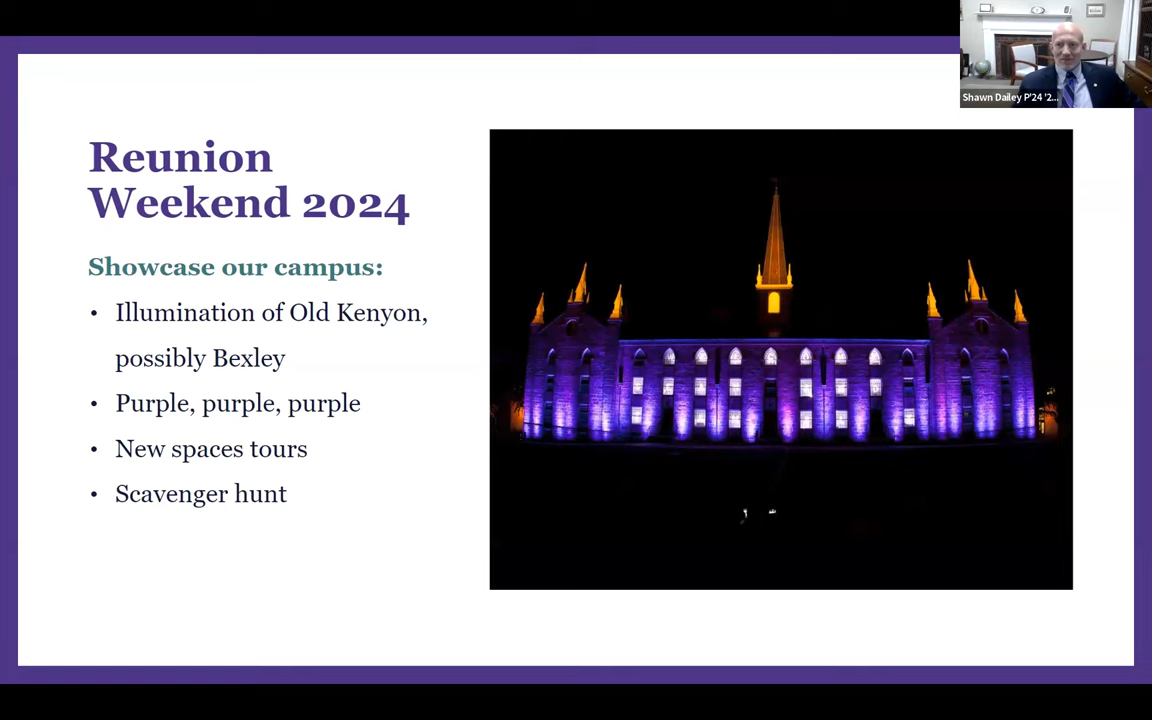 Shawn Dailey P'24 '2...
Reunion
Weekend 2024
Showcase our campus:
• Illumination of Old Kenyon,
possibly Bexley
• Purple, purple, purple
• New spaces tours
• Scavenger hunt